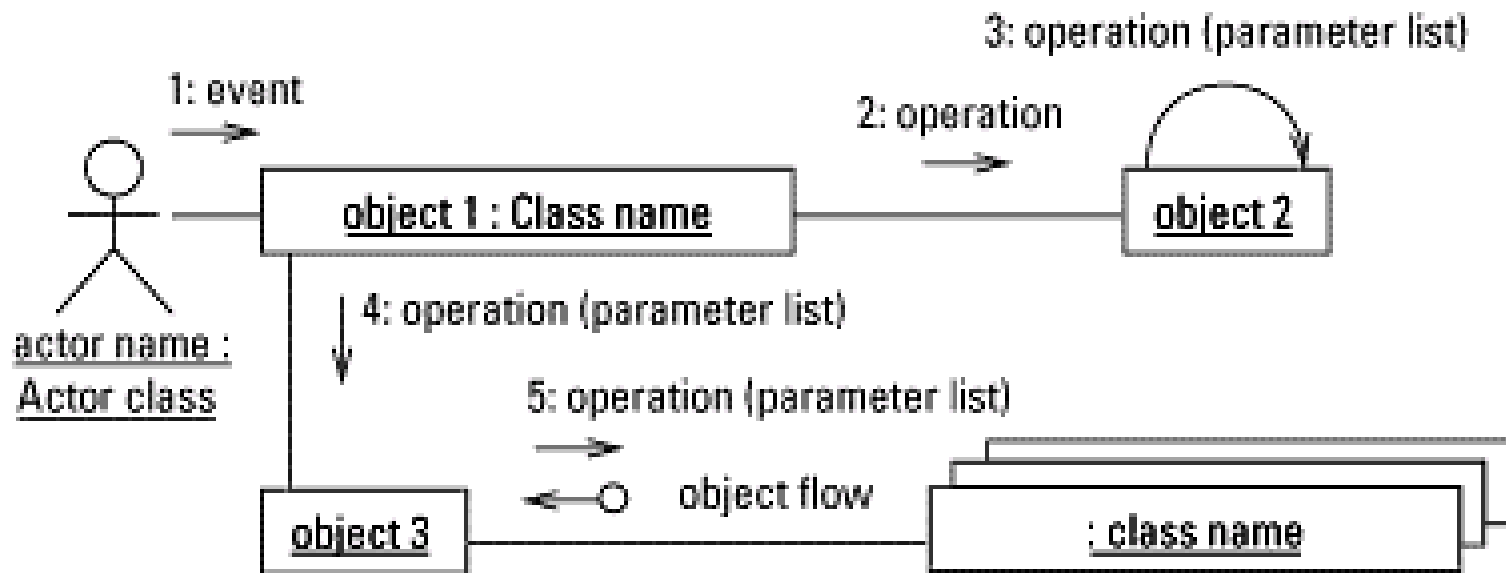 3: operation (parameter list)
1: event
2: operation
object 1 : Class name
object 2
4: operation (parameter list)
actor name :
Actor class
5: operation (parameter list)
object flow
object 3
: class name